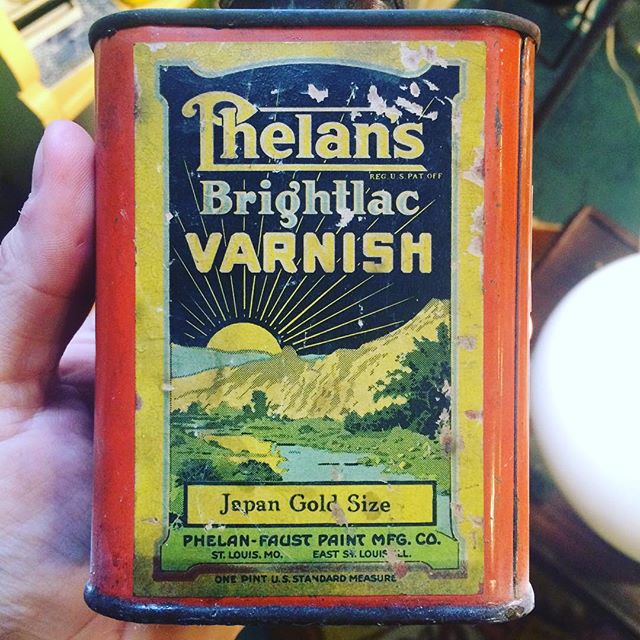 Phelans
REG. U.S. PAT. OFF
Brightlac
VARNISH
Japan Gold Size
PHELAN-FAUST PAINT MFG. CO.
ST. LOUIS, MO. EAST ST. LOUIS ILL.
ONE PINT U.S. STANDARD MEASURE